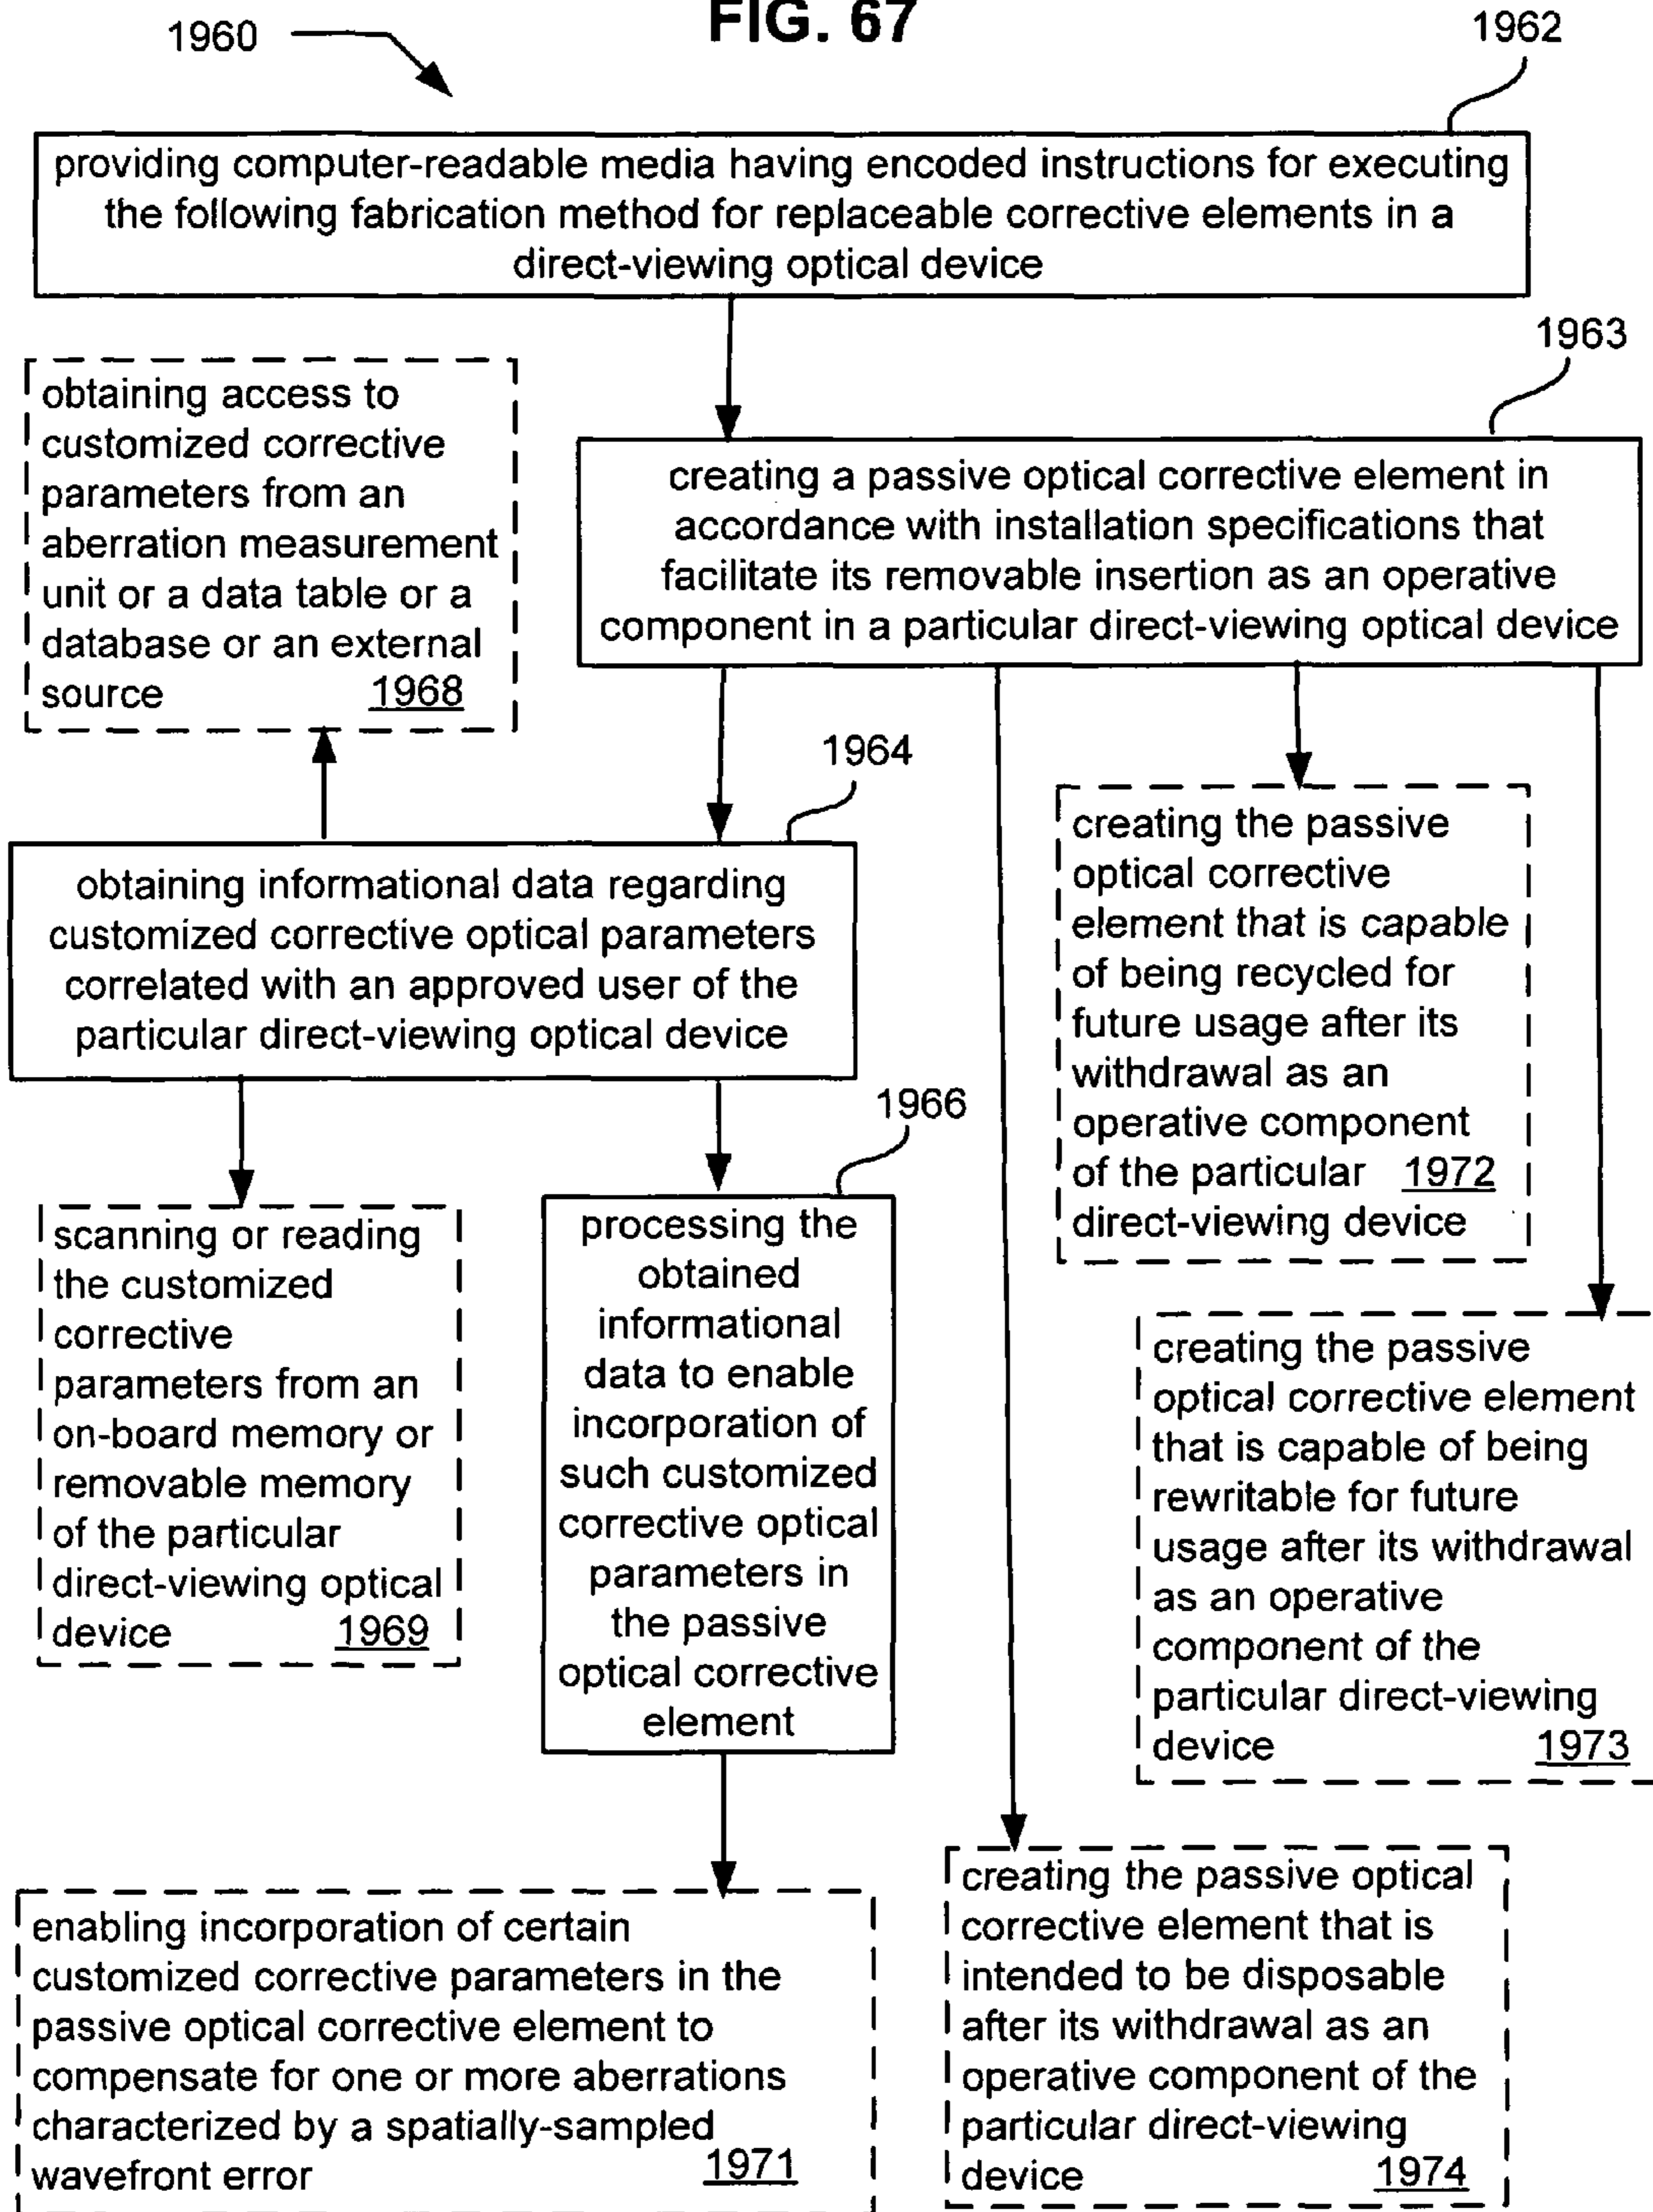 FIG. 67
1960
1962
providing computer-readable media having encoded instructions for executing
the following fabrication method for replaceable corrective elements in a
direct-viewing optical device
1963
obtaining access to
customized corrective
parameters from an
aberration measurement
unit or a data table or a
database or an external
source 1968
creating a passive optical corrective element in
accordance with installation specifications that
facilitate its removable insertion as an operative
component in a particular direct-viewing optical device
1964
obtaining informational data regarding
customized corrective optical parameters
correlated with an approved user of the
particular direct-viewing optical device
creating the passive
optical corrective
element that is capable
of being recycled for
future usage after its
withdrawal as an
operative component
of the particular 1972
direct-viewing device
1966
scanning or reading
the customized
corrective
parameters from an
on-board memory or
removable memory
of the particular
direct-viewing optical
device 1969
processing the
obtained
informational
data to enable
incorporation of
such customized
corrective optical
parameters in
the passive
optical corrective
element
creating the passive
optical corrective element
that is capable of being
rewritable for future
usage after its withdrawal
as an operative
component of the
particular direct-viewing
device 1973
enabling incorporation of certain
customized corrective parameters in the
passive optical corrective element to
compensate for one or more aberrations
characterized by a spatially-sampled
wavefront error 1971
creating the passive optical
corrective element that is
intended to be disposable
after its withdrawal as an
operative component of the
particular direct-viewing
device 1974